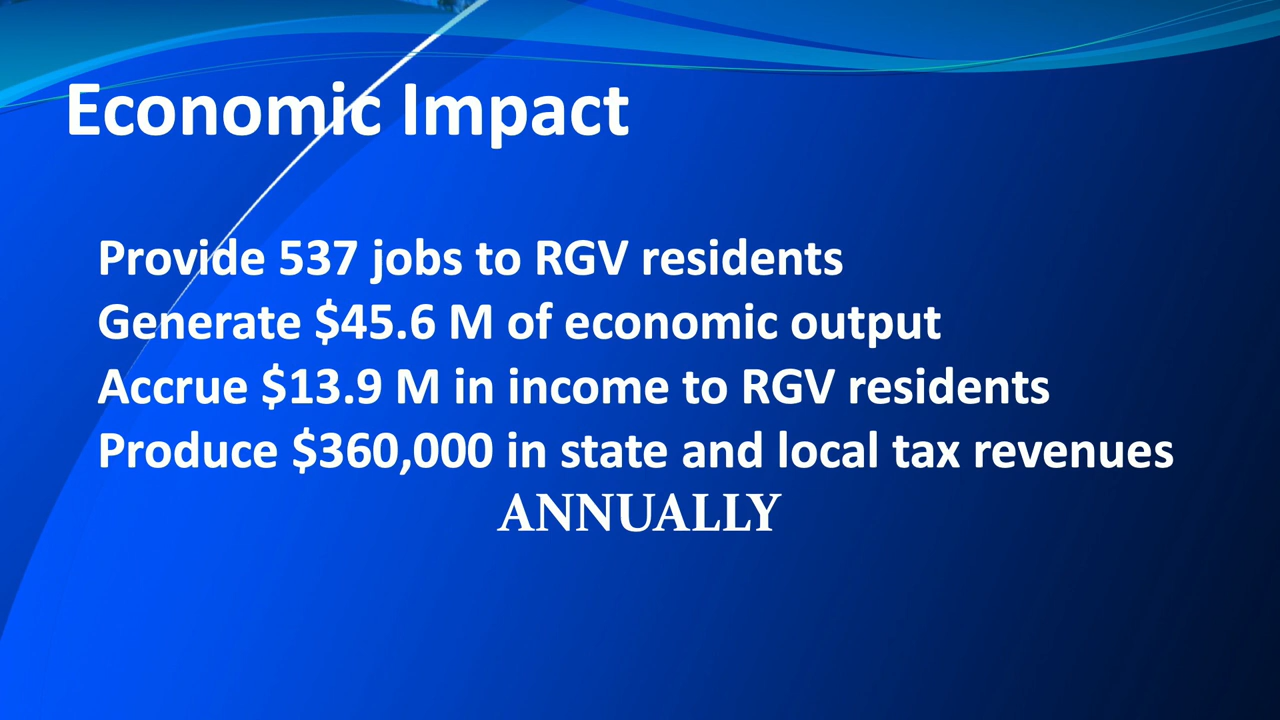 Economic Impact
Provide 537 jobs to RGV residents
Generate $45.6 M of economic output
Accrue $13.9 M in income to RGV residents
Produce $360,000 in state and local tax revenues
ANNUALLY